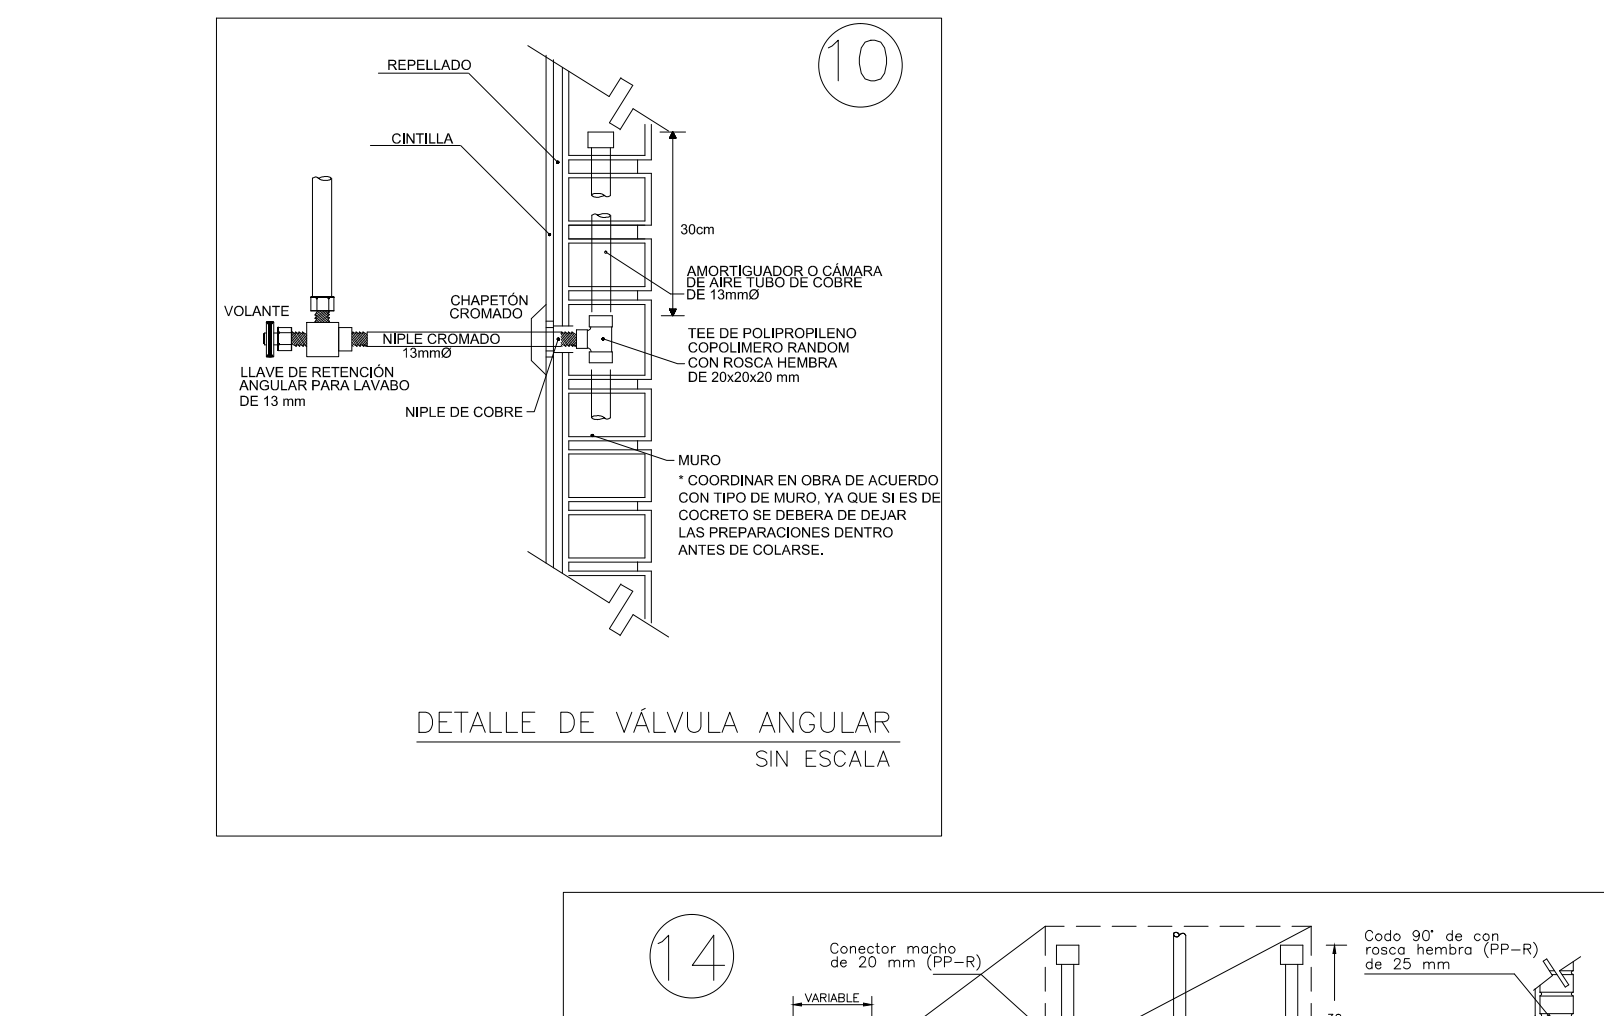 10
REPELLADO
CINTILLA
30cm
AMORTIGUADOR O CÁMARA
DE AIRE TUBO DE COBRE
DE 13mmØ
VOLANTE
CHAPETÓN
CROMADO
NIPLE CROMADO
13mmØ
TEE DE POLIPROPILENO
COPOLIMERO RANDOM
CON ROSCA HEMBRA
DE 20x20x20 mm
LLAVE DE RETENCIÓN
ANGULAR PARA LAVABO
DE 13 mm
NIPLE DE COBRE
MURO
* COORDINAR EN OBRA DE ACUERDO
CON TIPO DE MURO, YA QUE SI ES DE
COCRETO SE DEBERA DE DEJAR
LAS PREPARACIONES DENTRO
ANTES DE COLARSE.
DETALLE DE VÁLVULA ANGULAR
SIN ESCALA
14
Conector macho
de 20 mm (PP-R)
VARIABLE
Codo 90° de con
rosca hembra (PP-R)
de 25 mm